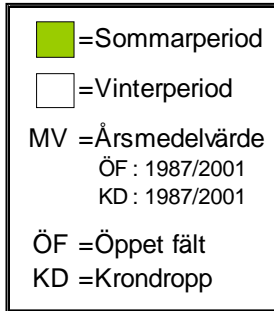 =Sommarperiod
=Vinterperiod
MV =Årsmedelvärde
ÖF : 1987/2001
KD : 1987/2001
ÖF =Öppet fält
KD =Krondropp